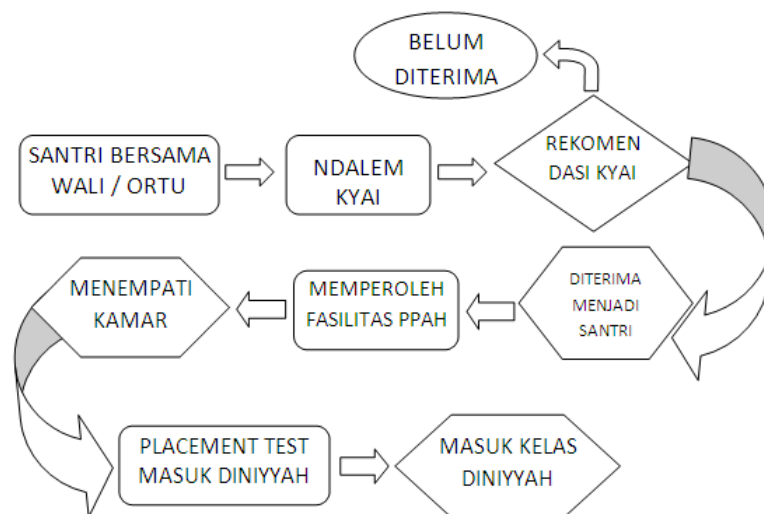 BELUM
DITERIMA
SANTRI BERSAMA
WALI / ORTU
NDALEM
KYAI
REKOMEN
DASI KYAI
DITERIMA
MENJADI
SANTRI
MEMPEROLEH
FASILITAS PPAH
MENEMPATI
KAMAR
PLACEMENT TEST
MASUK DINIYYAH
MASUK KELAS
DINIYYAH